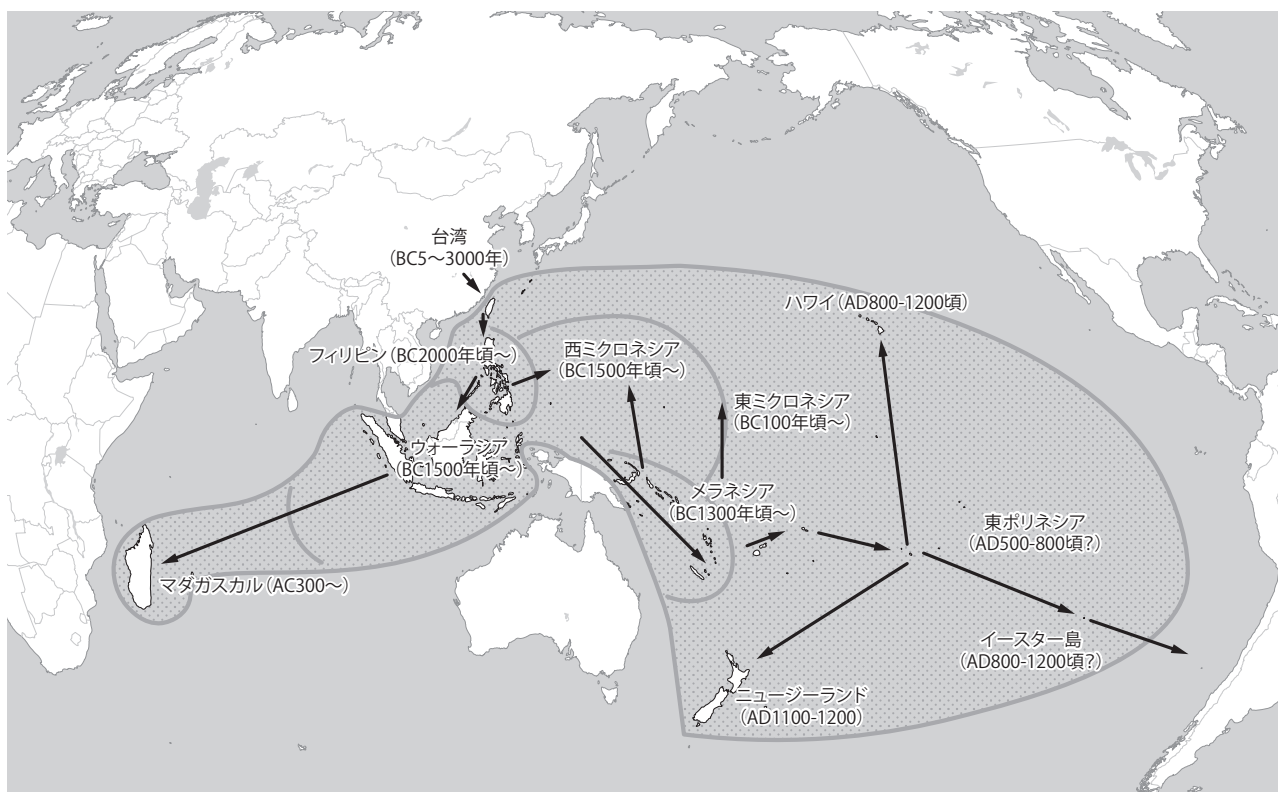 台湾
（BC5～3000年）
ハワイ（AD800-1200頃）
フィリピン（BC2000年頃～）
西ミクロネシア
（BC1500年頃～）
東ミクロネシア
（BC100年頃～）
ウォーラシア
（BC1500年頃～）
メラネシア
（BC1300年頃～）
東ポリネシア
（AD500-800頃?）
マダガスカル（AC300～）
イースター島
（AD800-1200頃?）
ニュージーランド
（AD1100-1200）